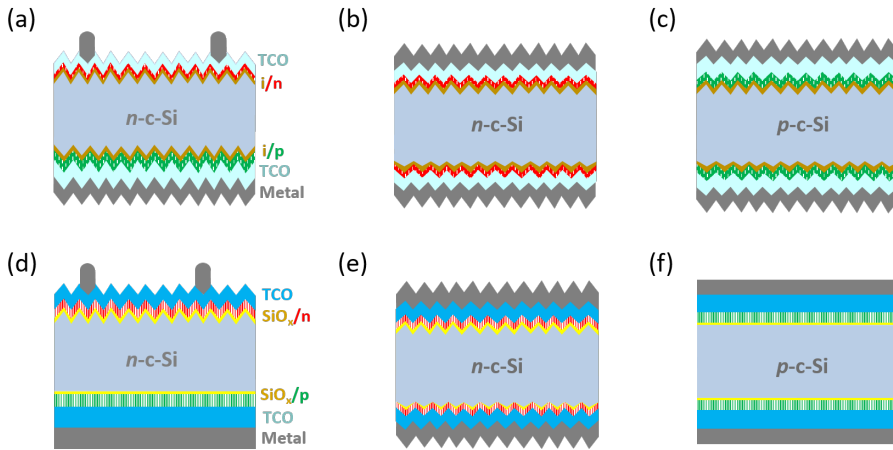 (a)
(b)
(c)
TCO
i/n
n-c-Si
n-c-Si
p-c-Si
i/p
TCO
Metal
(d)
(e)
(f)
TCO
SiOₓ/n
n-c-Si
n-c-Si
p-c-Si
SiOₓ/p
TCO
Metal